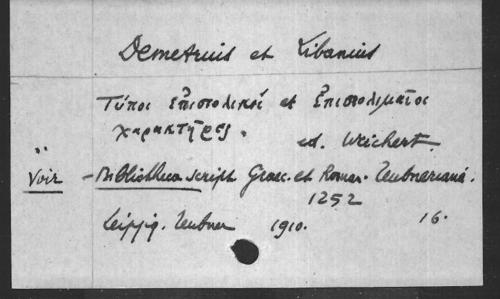 Demetrius et Libanius
Τύποι ἐπιστολικοί et ἐπιστολιμαῖοι
χαρακτῆρες.
ed. Weichert.
Voir – Bibliotheca script. Graec. et Roman. Teubneriana.
1252
Leipzig. Teubner 1910. 16.